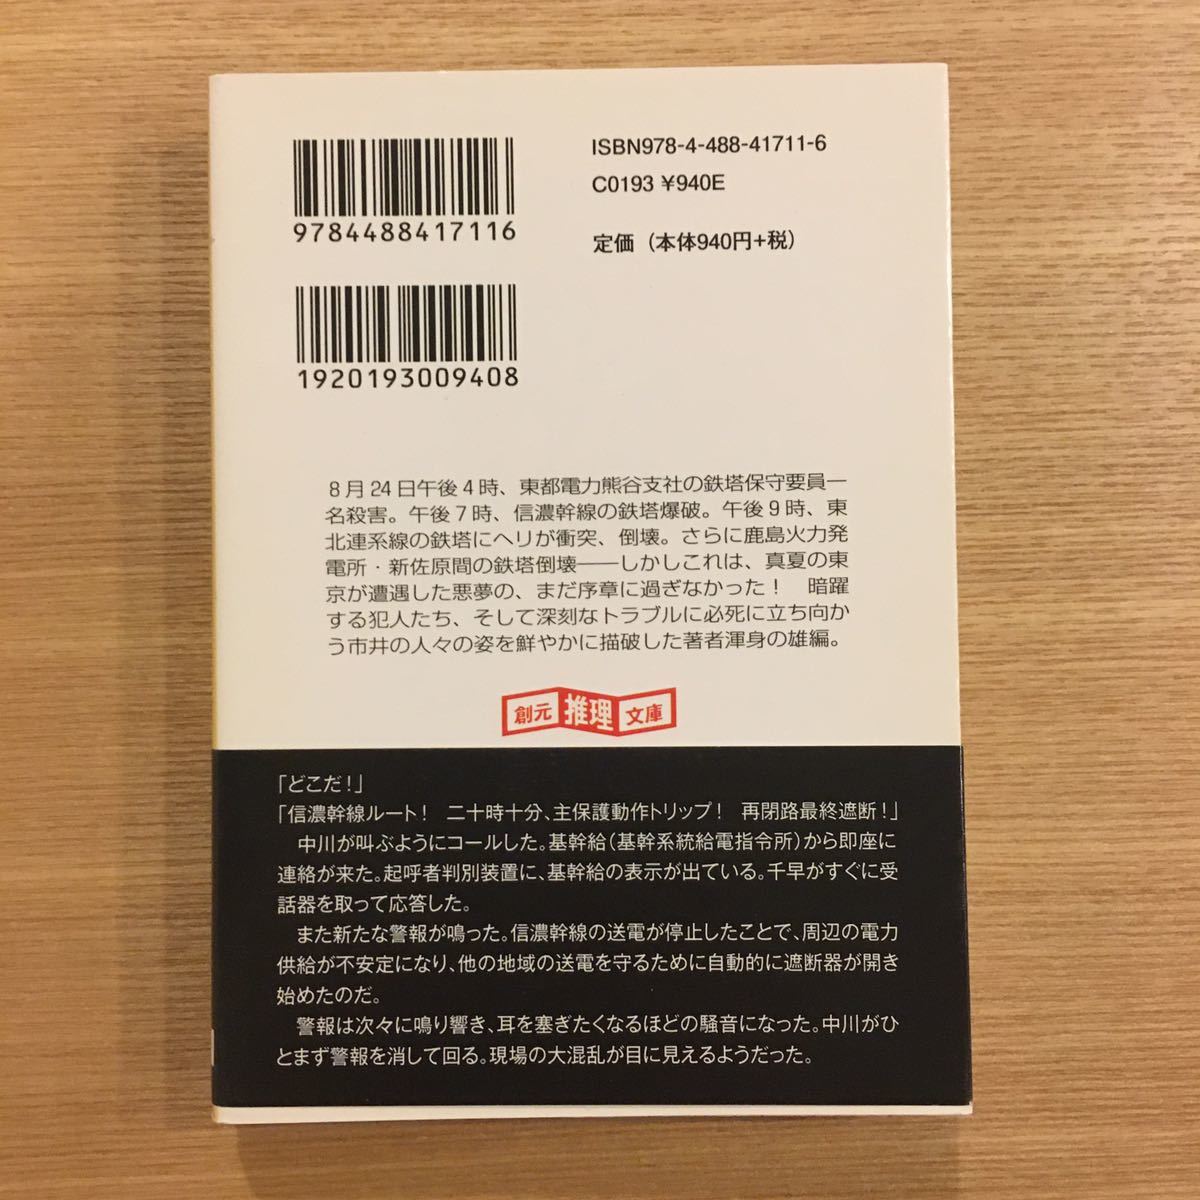 ISBN978-4-488-41711-6
C0193 ¥940E
定価（本体940円+税）
9784488417116
1920193009408
8月24日午後4時、東都電力熊谷支社の鉄塔保守要員一
名殺害。午後7時、信濃幹線の鉄塔爆破。午後9時、東
北連系線の鉄塔にヘリが衝突、倒壊。さらに鹿島火力発
電所・新佐原間の鉄塔倒壊――しかしこれは、真夏の東
京が遭遇した悪夢の、まだ序章に過ぎなかった！　暗躍
する犯人たち、そして深刻なトラブルに必死に立ち向か
う市井の人々の姿を鮮やかに描破した著者渾身の雄編。
創元推理文庫
「どこだ！」
「信濃幹線ルート！　二十時十分、主保護動作トリップ！　再閉路最終遮断！」
　中川が叫ぶようにコールした。基幹給（基幹系統給電指令所）から即座に
連絡が来た。起呼者判別装置に、基幹給の表示が出ている。千早がすぐに受
話器を取って応答した。
　また新たな警報が鳴った。信濃幹線の送電が停止したことで、周辺の電力
供給が不安定になり、他の地域の送電を守るために自動的に遮断器が開き
始めたのだ。
　警報は次々に鳴り響き、耳を塞ぎたくなるほどの騒音になった。中川がひ
とまず警報を消して回る。現場の大混乱が目に見えるようだった。